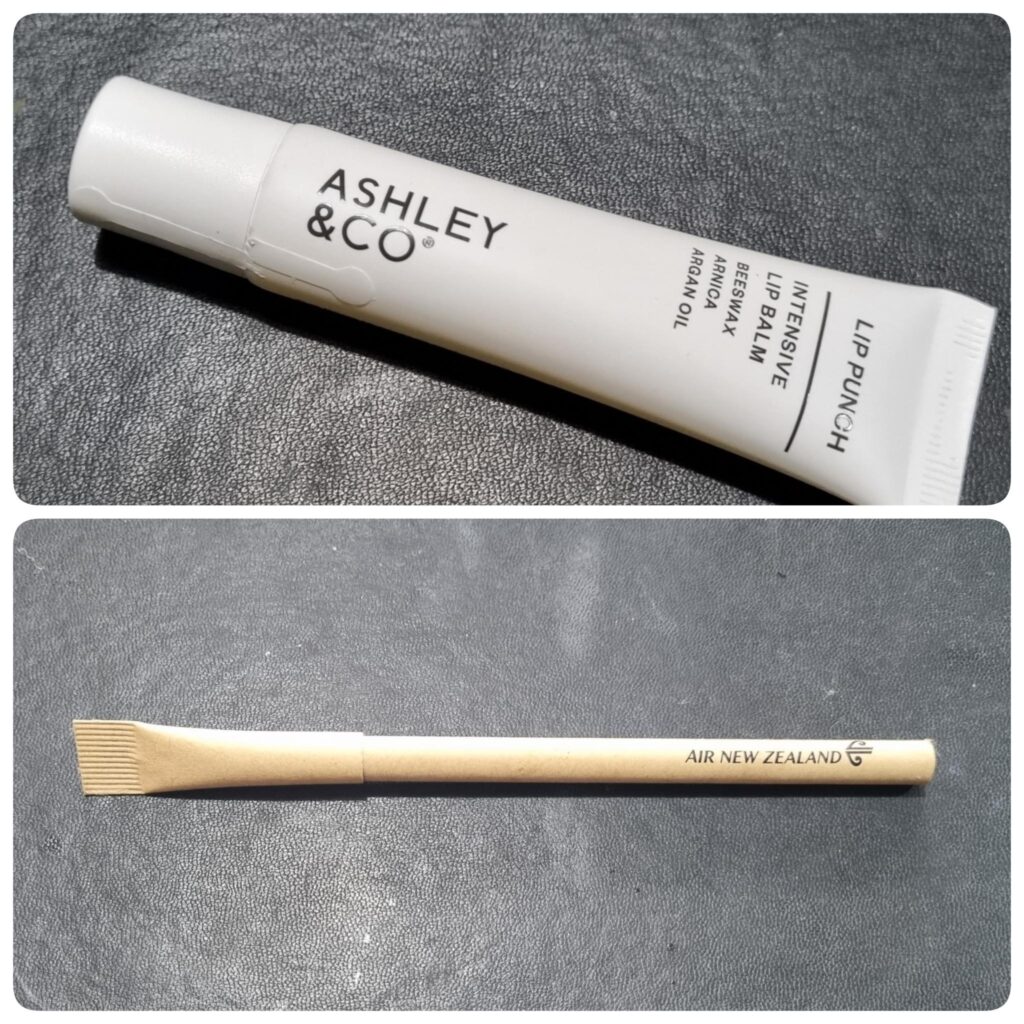 ASHLEY
&CO®
LIP PUNCH
INTENSIVE
LIP BALM
BEESWAX
ARNICA
ARGAN OIL
AIR NEW ZEALAND